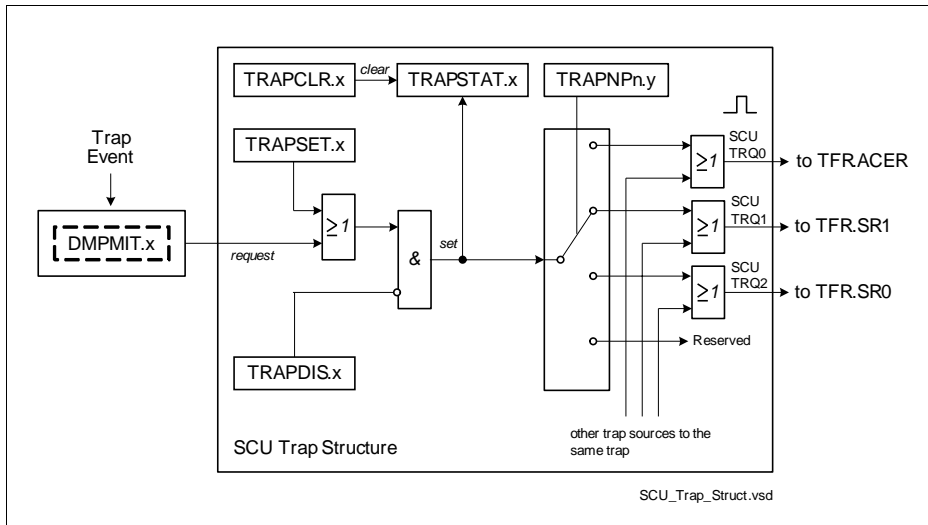 TRAPCLR.x
clear
TRAPSTAT.x
TRAPNPn.y
Trap
Event
TRAPSET.x
DMPMIT.x
request
≥1
&
set
TRAPDIS.x
SCU
TRQ0
≥1
to TFR.ACER
SCU
TRQ1
≥1
to TFR.SR1
SCU
TRQ2
≥1
to TFR.SR0
Reserved
other trap sources to the
same trap
SCU Trap Structure
SCU_Trap_Struct.vsd